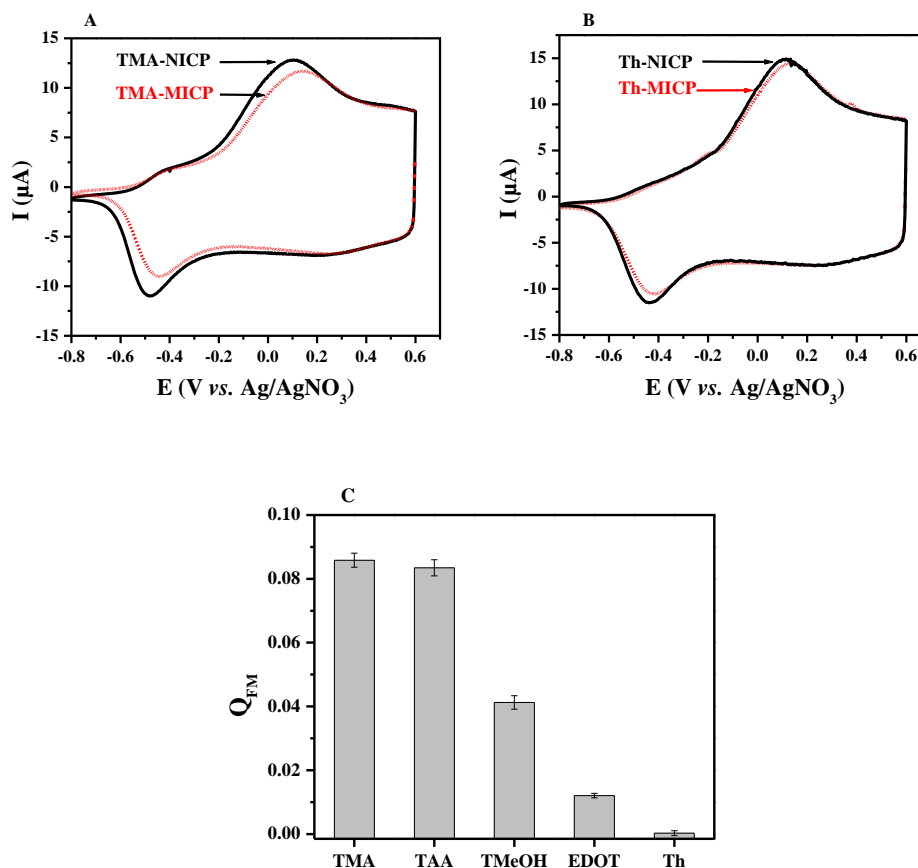 A
TMA-NICP
TMA-MICP
15
10
5
0
-5
-10
-15
I (µA)
-0.8 -0.6 -0.4 -0.2 0.0 0.2 0.4 0.6
E (V vs. Ag/AgNO3)
B
Th-NICP
Th-MICP
15
10
5
0
-5
-10
-15
I (µA)
-0.8 -0.6 -0.4 -0.2 0.0 0.2 0.4 0.6
E (V vs. Ag/AgNO3)
C
0.10
0.08
0.06
0.04
0.02
0.00
QFM
TMA TAA TMeOH EDOT Th